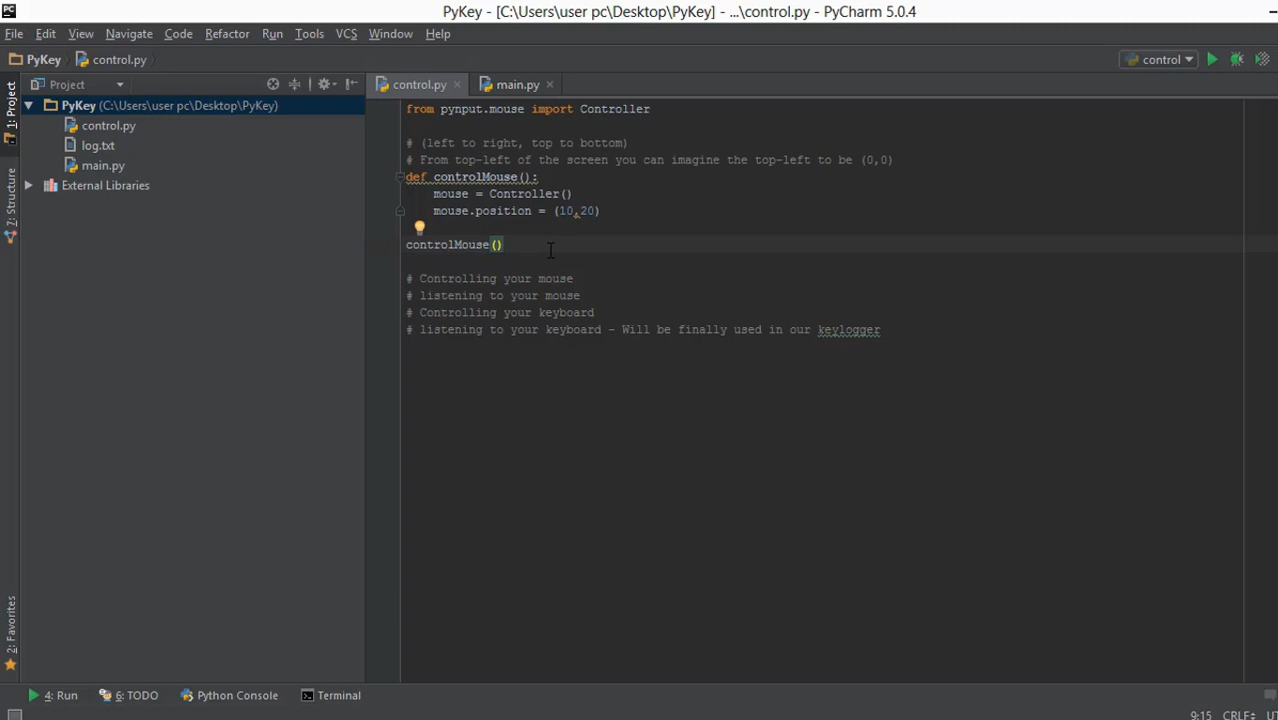 PC
PyKey - [C:\Users\user pc\Desktop\PyKey] - ...\control.py - PyCharm 5.0.4
File Edit View Navigate Code Refactor Run Tools VCS Window Help
PyKey control.py control
1: Project
7: Structure
2: Favorites
Project
PyKey (C:\Users\user pc\Desktop\PyKey)
control.py
log.txt
main.py
External Libraries
control.py main.py
from pynput.mouse import Controller
# (left to right, top to bottom)
# From top-left of the screen you can imagine the top-left to be (0,0)
def controlMouse():
mouse = Controller()
mouse.position = (10,20)
controlMouse()
# Controlling your mouse
# listening to your mouse
# Controlling your keyboard
# listening to your keyboard - Will be finally used in our keylogger
4: Run 6: TODO Python Console Terminal
9:15 CRLF